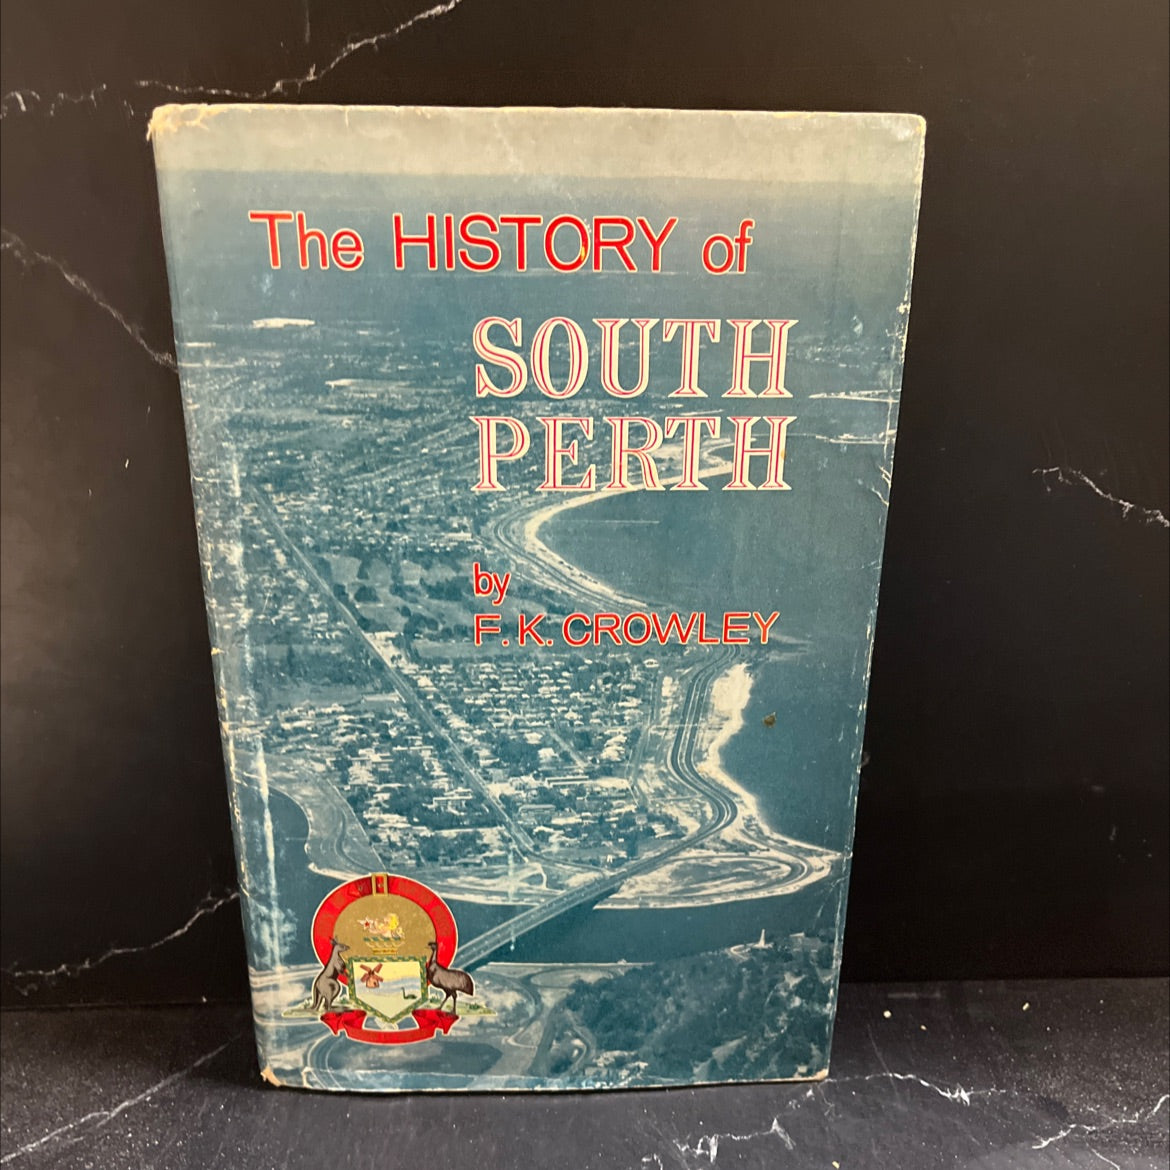 The HISTORY of
SOUTH
PERTH
by
F. K. CROWLEY